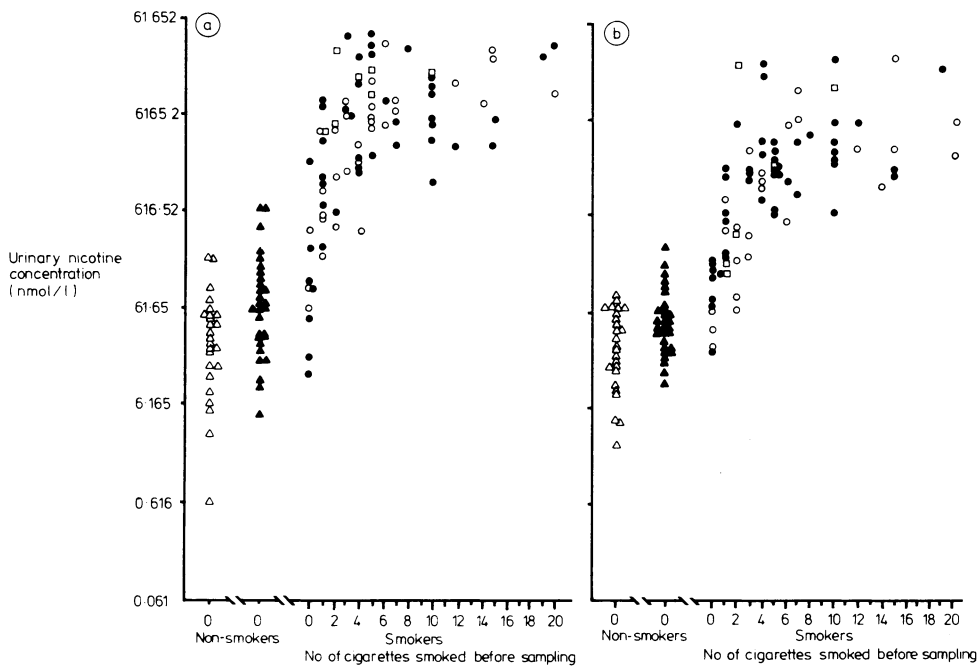 61 652
a
b
6165 2
616·52
Urinary nicotine
concentration
(nmol/l)
61·65
6·165
0·616
0·061
0 0 0 2 4 6 8 10 12 14 16 18 20
Non-smokers Smokers
No of cigarettes smoked before sampling
0 0 0 2 4 6 8 10 12 14 16 18 20
Non-smokers Smokers
No of cigarettes smoked before sampling